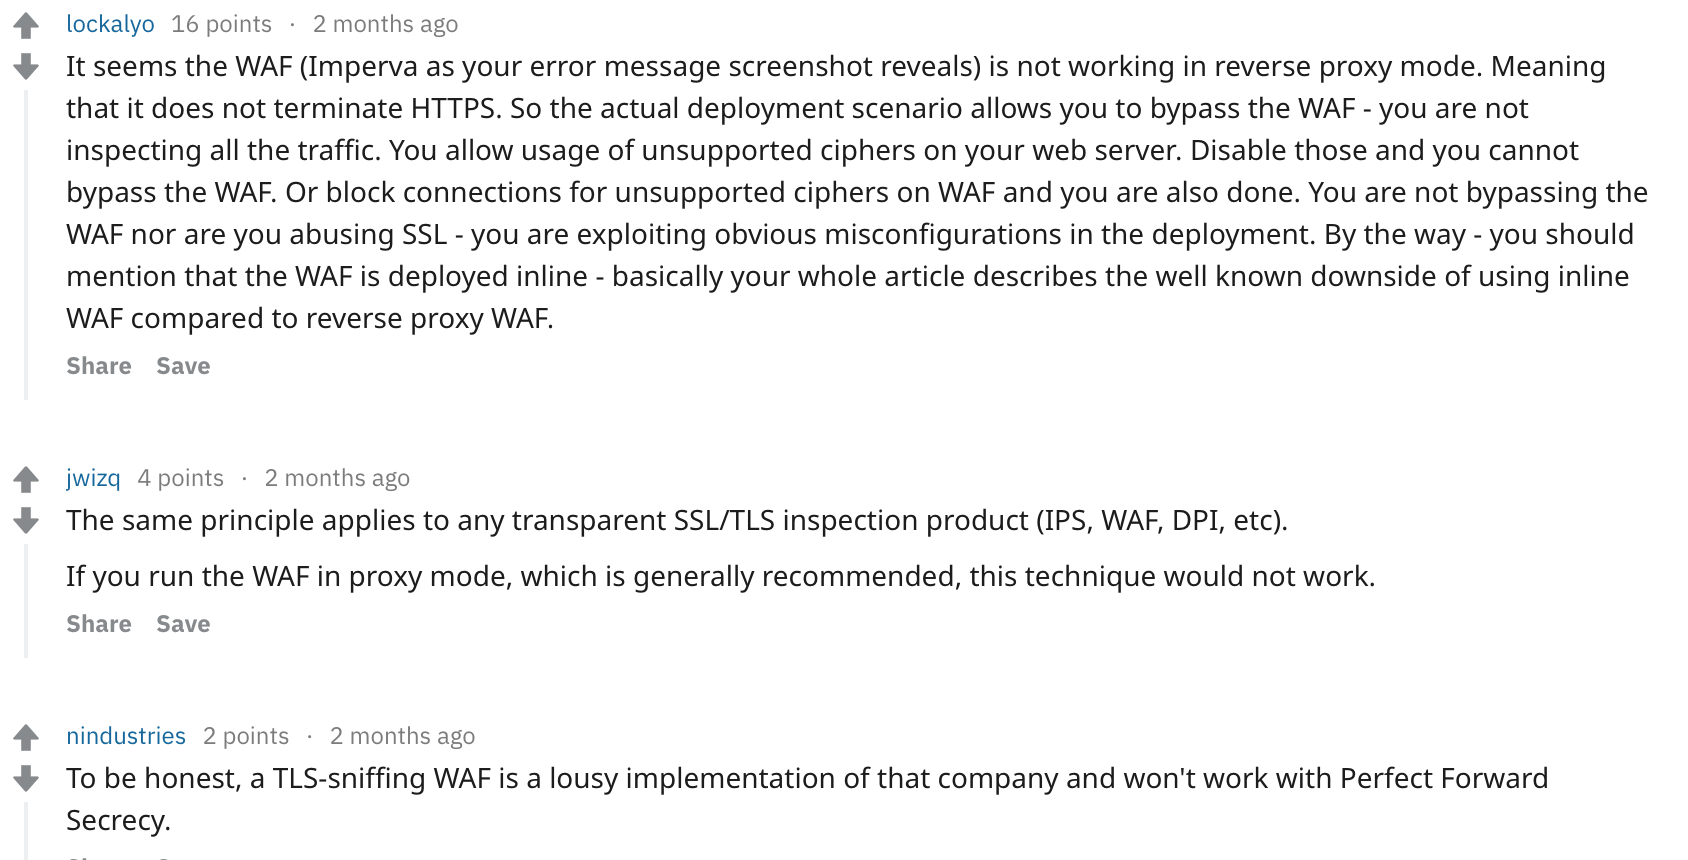 lockalyo 16 points · 2 months ago
It seems the WAF (Imperva as your error message screenshot reveals) is not working in reverse proxy mode. Meaning
that it does not terminate HTTPS. So the actual deployment scenario allows you to bypass the WAF - you are not
inspecting all the traffic. You allow usage of unsupported ciphers on your web server. Disable those and you cannot
bypass the WAF. Or block connections for unsupported ciphers on WAF and you are also done. You are not bypassing the
WAF nor are you abusing SSL - you are exploiting obvious misconfigurations in the deployment. By the way - you should
mention that the WAF is deployed inline - basically your whole article describes the well known downside of using inline
WAF compared to reverse proxy WAF.
Share Save
jwizq 4 points · 2 months ago
The same principle applies to any transparent SSL/TLS inspection product (IPS, WAF, DPI, etc).
If you run the WAF in proxy mode, which is generally recommended, this technique would not work.
Share Save
nindustries 2 points · 2 months ago
To be honest, a TLS-sniffing WAF is a lousy implementation of that company and won't work with Perfect Forward
Secrecy.